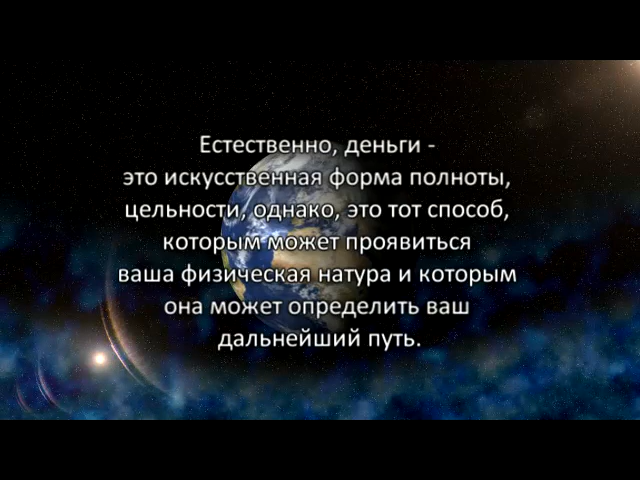 Естественно, деньги -
это искусственная форма полноты,
цельности, однако, это тот способ,
которым может проявиться
ваша физическая натура и которым
она может определить ваш
дальнейший путь.